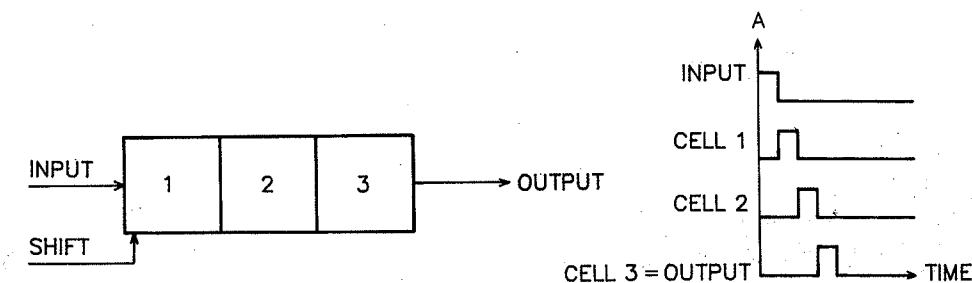 INPUT
1 2 3
OUTPUT
SHIFT
A
INPUT
CELL 1
CELL 2
CELL 3 = OUTPUT
TIME